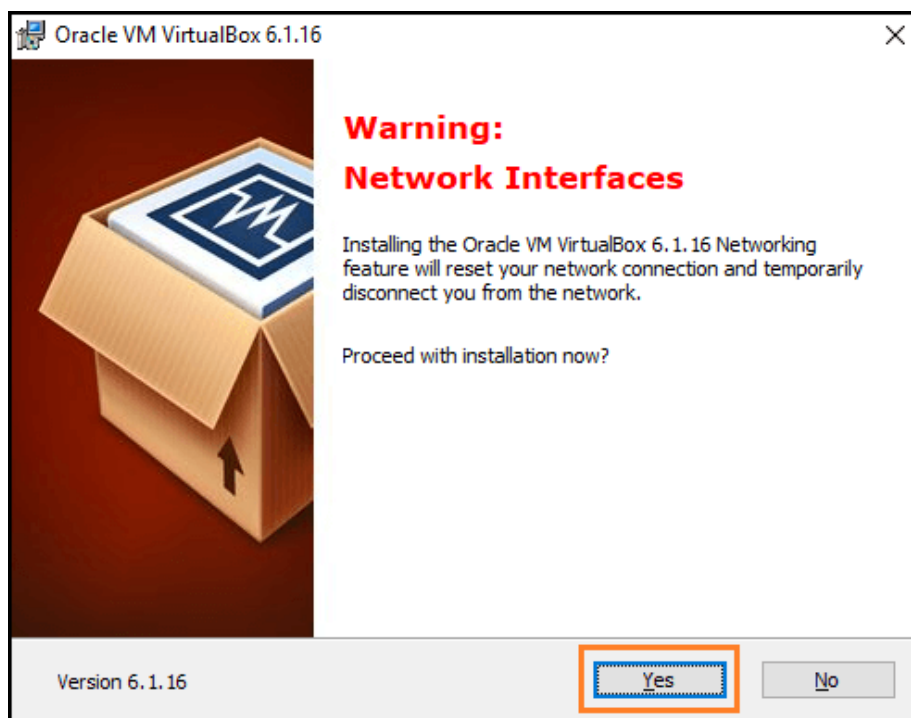 Oracle VM VirtualBox 6.1.16
Warning:
Network Interfaces
Installing the Oracle VM VirtualBox 6.1.16 Networking
feature will reset your network connection and temporarily
disconnect you from the network.
Proceed with installation now?
Version 6.1.16
Yes
No